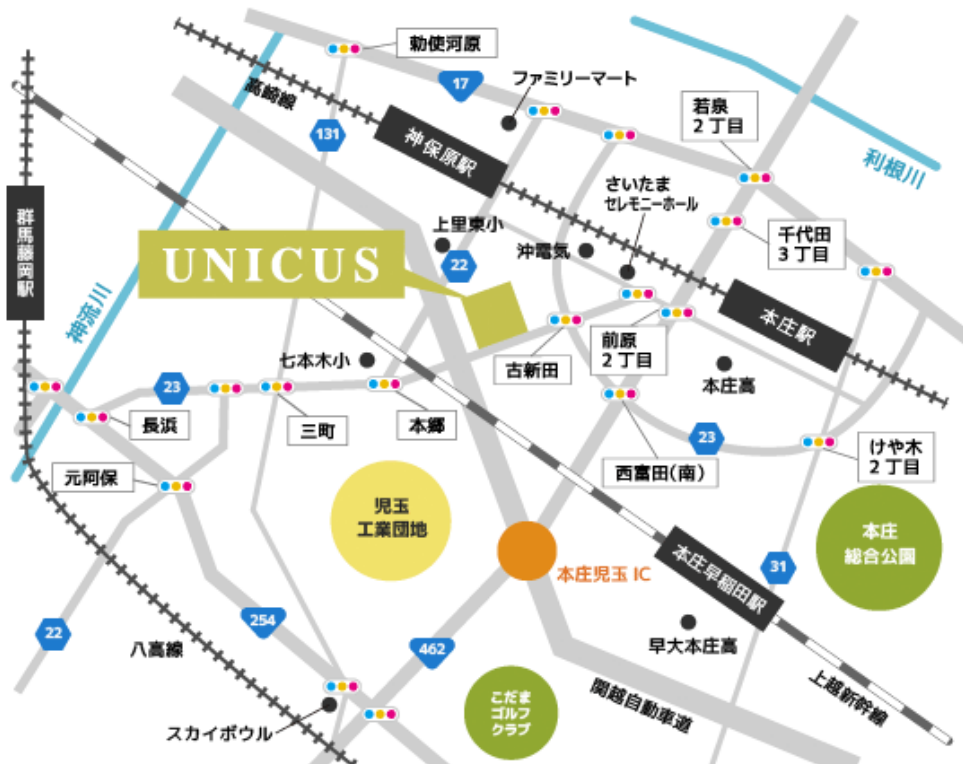 勅使河原
17
ファミリーマート
高崎線
若泉
2丁目
131
神保原駅
利根川
さいたま
セレモニーホール
千代田
3丁目
上里東小
沖電気
群馬藤岡駅
UNICUS
22
神流川
本庄駅
前原
2丁目
七本木小
古新田
本庄高
23
長浜
三町
本郷
23
けや木
2丁目
元阿保
西富田(南)
児玉
工業団地
本庄
総合公園
本庄児玉 IC
本庄早稲田駅
31
254
22
八高線
462
早大本庄高
こだま
ゴルフ
クラブ
関越自動車道
上越新幹線
スカイボウル